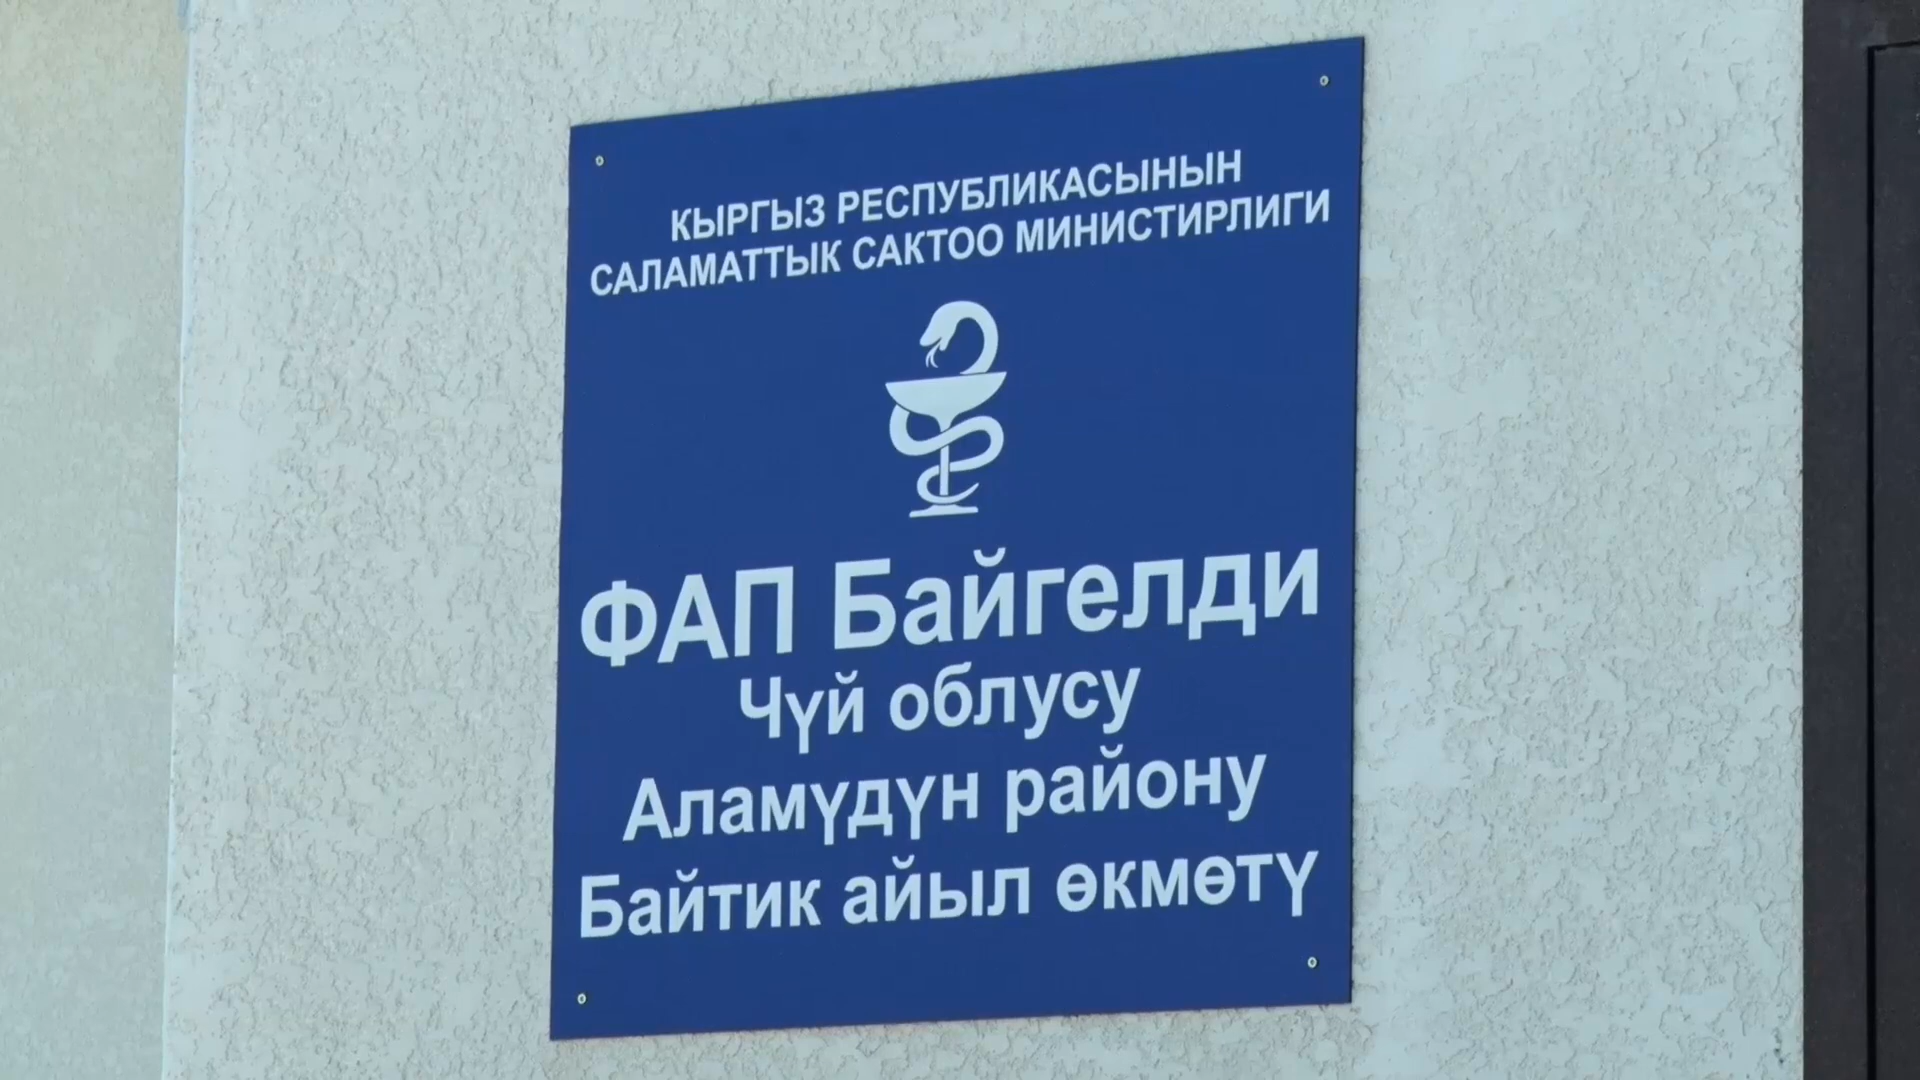 КЫРГЫЗ РЕСПУБЛИКАСЫНЫН
САЛАМАТТЫК САКТОО МИНИСТИРЛИГИ
ФАП Байгелди
Чүй облусу
Аламүдүн району
Байтик айыл өкмөтү